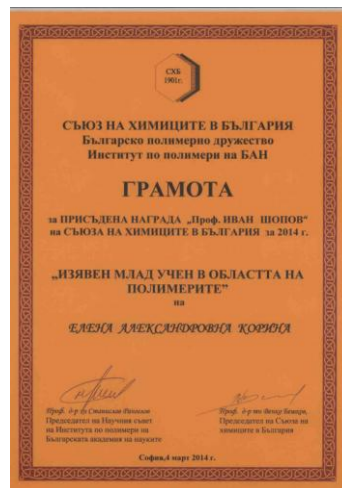 СХБ
1901г.
СЪЮЗ НА ХИМИЦИТЕ В БЪЛГАРИЯ
Българско полимерно дружество
Институт по полимери на БАН
ГРАМОТА
за ПРИСЪДЕНА НАГРАДА „Проф. ИВАН ШОПОВ"
на СЪЮЗА НА ХИМИЦИТЕ В БЪЛГАРИЯ за 2014 г.
„ИЗЯВЕН МЛАД УЧЕН В ОБЛАСТТА НА
ПОЛИМЕРИТЕ"
на
ЕЛЕНА АЛЕКСАНДРОВНА КОРИНА
Проф. д-р Станислав
Председател на Научния съвет
на Института по полимери на
Българската академия на науките
Проф. д-р
Председател на Съюза на
химиците в България
София,4 март 2014 г.